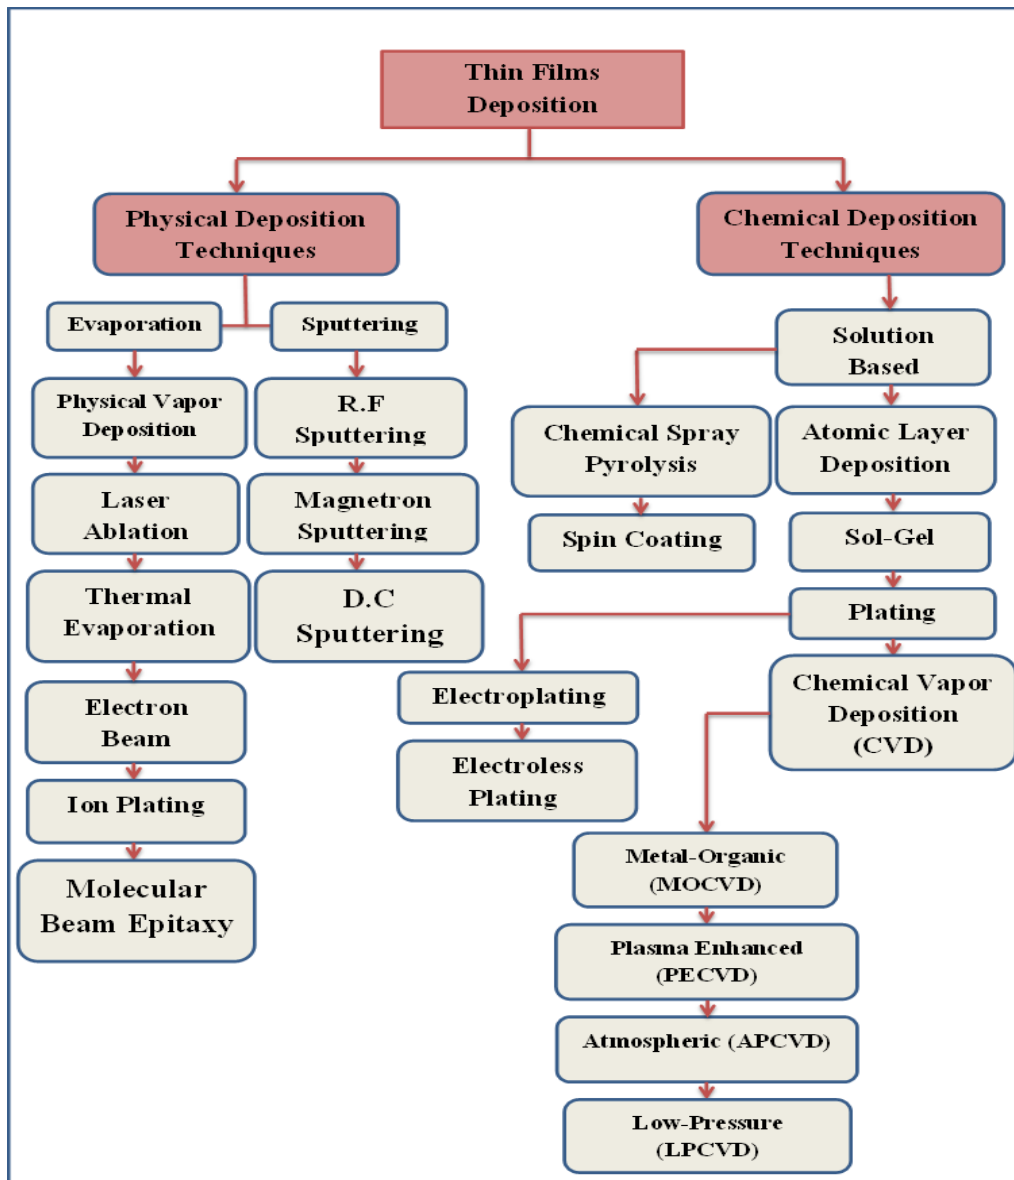 Thin Films
Deposition
Physical Deposition
Techniques
Chemical Deposition
Techniques
Evaporation
Sputtering
Solution
Based
Physical Vapor
Deposition
R.F
Sputtering
Chemical Spray
Pyrolysis
Atomic Layer
Deposition
Laser
Ablation
Magnetron
Sputtering
Spin Coating
Sol-Gel
Thermal
Evaporation
D.C
Sputtering
Plating
Electroplating
Chemical Vapor
Deposition
(CVD)
Electron
Beam
Electroless
Plating
Ion Plating
Metal-Organic
(MOCVD)
Molecular
Beam Epitaxy
Plasma Enhanced
(PECVD)
Atmospheric (APCVD)
Low-Pressure
(LPCVD)